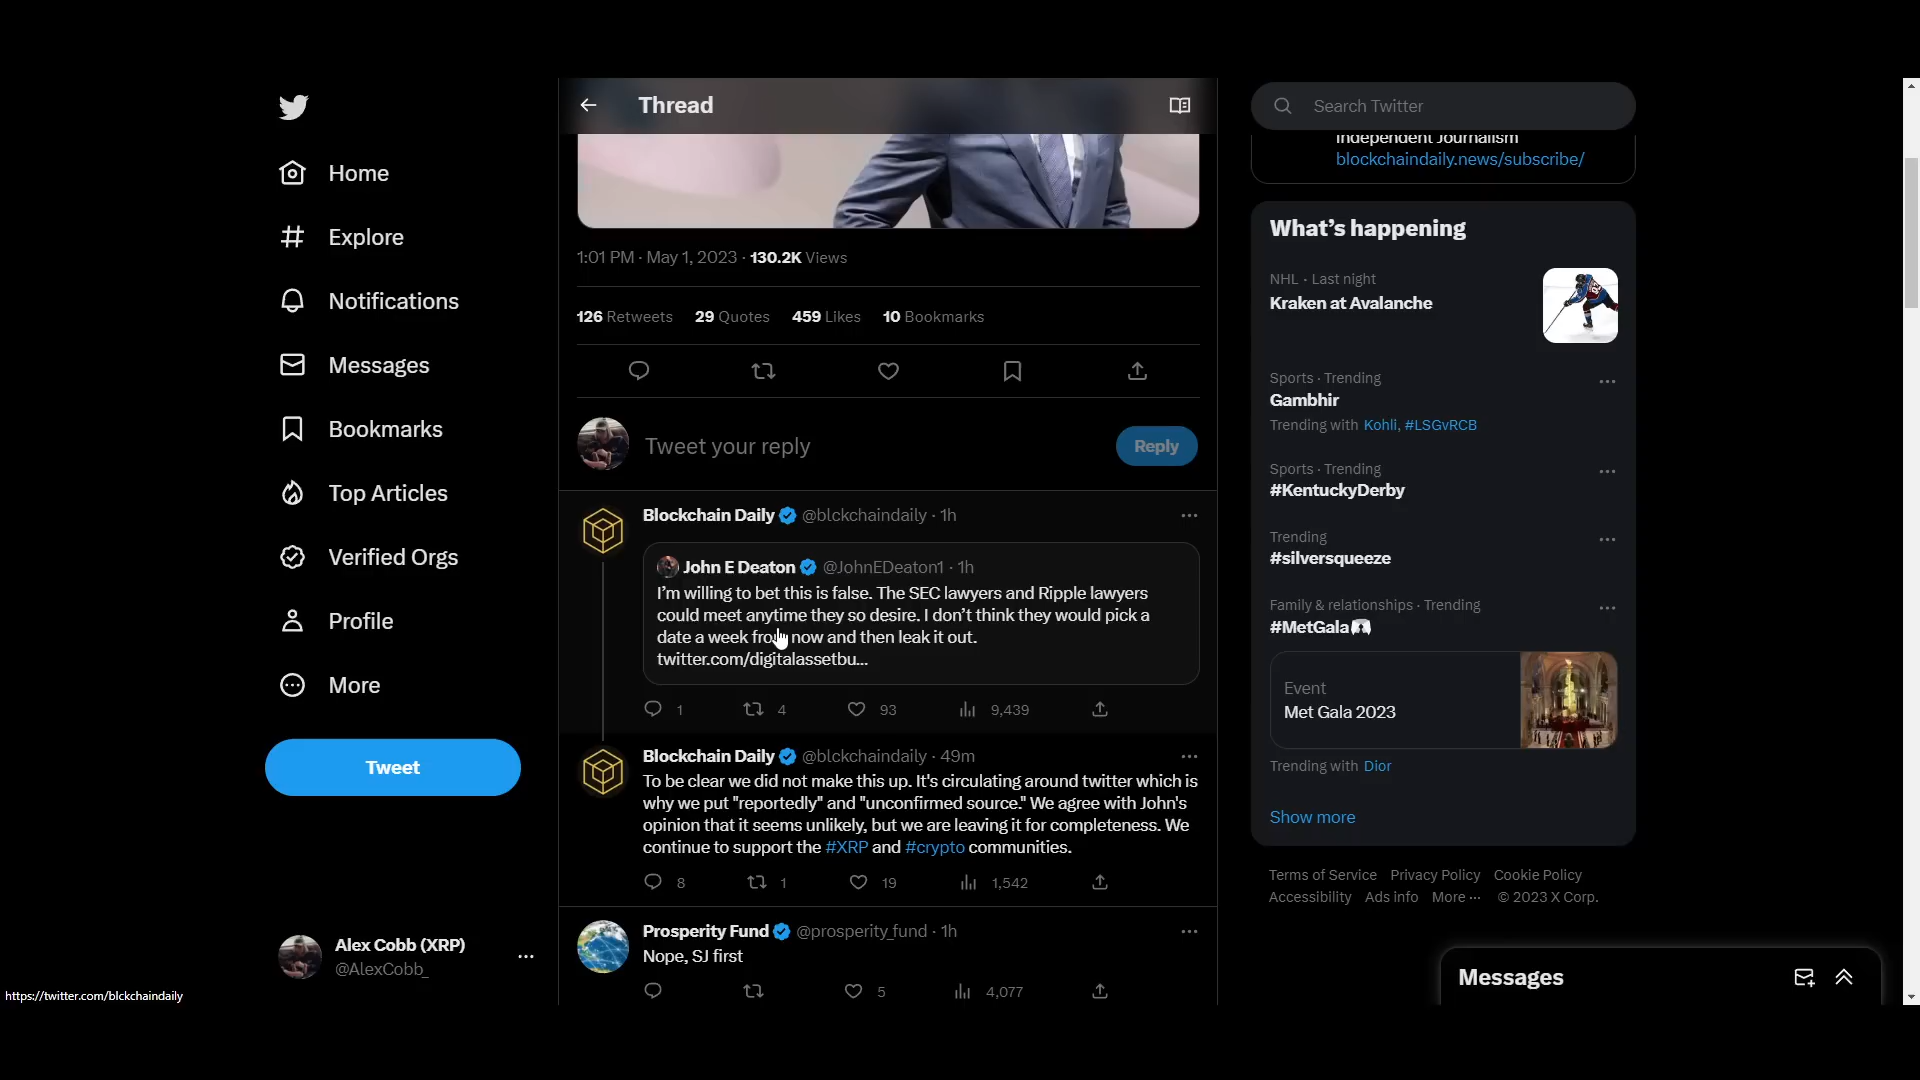 Home
Explore
Notifications
Messages
Bookmarks
Top Articles
Verified Orgs
Profile
More
Tweet
Alex Cobb (XRP)
@AlexCobb_
https://twitter.com/blckchaindaily
Thread
1:01 PM · May 1, 2023 · 130.2K Views
126 Retweets 29 Quotes 459 Likes 10 Bookmarks
Tweet your reply
Reply
Blockchain Daily @blckchaindaily · 1h
John E Deaton @JohnEDeaton1 · 1h
I’m willing to bet this is false. The SEC lawyers and Ripple lawyers
could meet anytime they so desire. I don’t think they would pick a
date a week from now and then leak it out.
twitter.com/digitalassetbu...
1 4 93 9,439
Blockchain Daily @blckchaindaily · 49m
To be clear we did not make this up. It's circulating around twitter which is
why we put "reportedly" and "unconfirmed source." We agree with John's
opinion that it seems unlikely, but we are leaving it for completeness. We
continue to support the #XRP and #crypto communities.
8 1 19 1,542
Prosperity Fund @prosperity_fund · 1h
Nope, SJ first
5 4,077
Search Twitter
Independent Journalism
blockchaindaily.news/subscribe/
What’s happening
NHL · Last night
Kraken at Avalanche
Sports · Trending
Gambhir
Trending with Kohli, #LSGvRCB
Sports · Trending
#KentuckyDerby
Trending
#silversqueeze
Family & relationships · Trending
#MetGala
Event
Met Gala 2023
Trending with Dior
Show more
Terms of Service Privacy Policy Cookie Policy
Accessibility Ads info More ··· © 2023 X Corp.
Messages